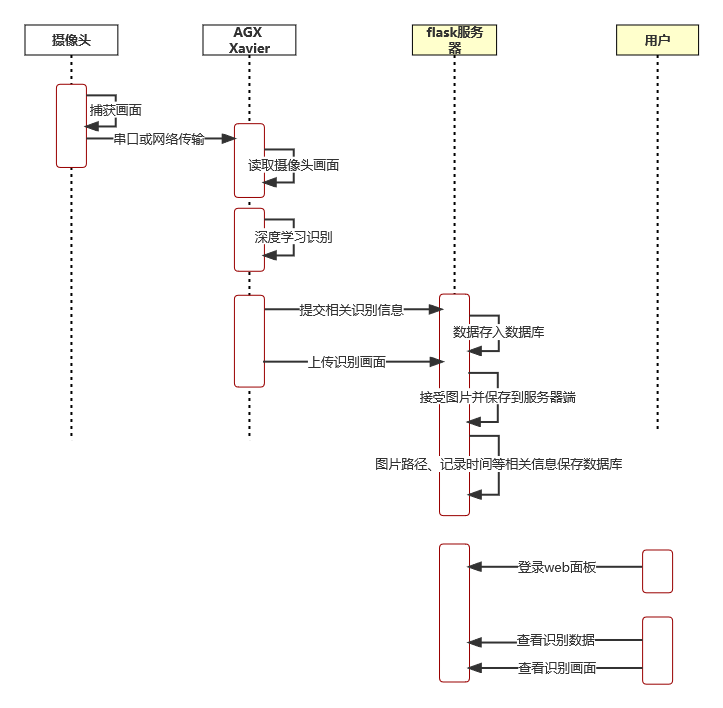 摄像头
AGX
Xavier
flask服务
器
用户
捕获画面
串口或网络传输
读取摄像头画面
深度学习识别
提交相关识别信息
数据存入数据库
上传识别画面
接受图片并保存到服务器端
图片路径、记录时间等相关信息保存数据库
登录web面板
查看识别数据
查看识别画面